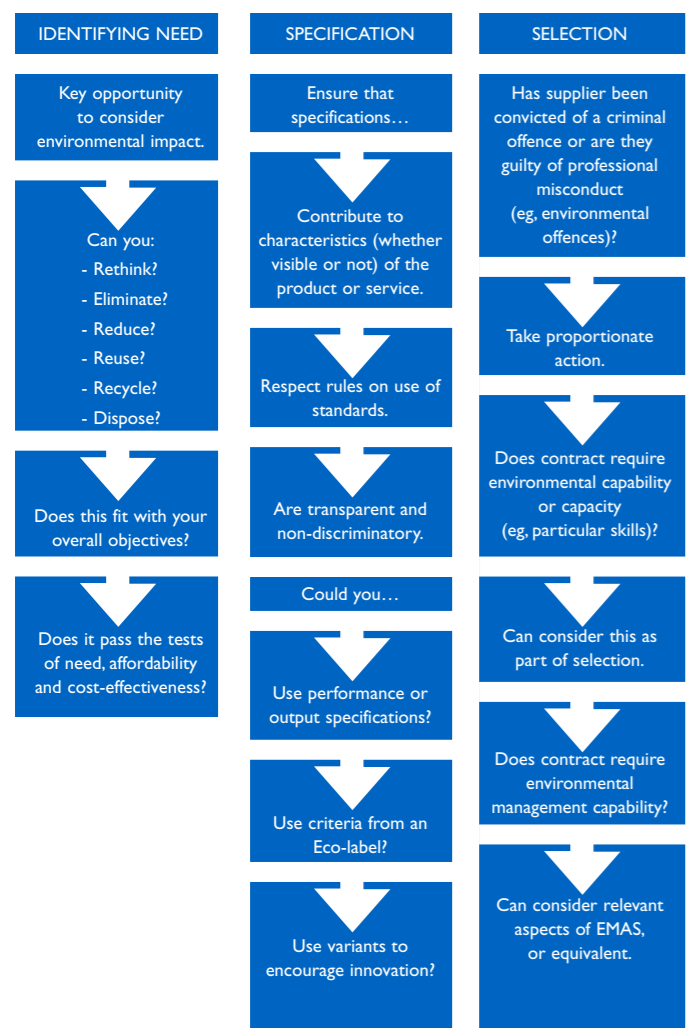 IDENTIFYING NEED
Key opportunity
to consider
environmental impact.
Can you:
- Rethink?
- Eliminate?
- Reduce?
- Reuse?
- Recycle?
- Dispose?
Does this fit with your
overall objectives?
Does it pass the tests
of need, affordability
and cost-effectiveness?
SPECIFICATION
Ensure that
specifications…
Contribute to
characteristics (whether
visible or not) of the
product or service.
Respect rules on use of
standards.
Are transparent and
non-discriminatory.
Could you…
Use performance or
output specifications?
Use criteria from an
Eco-label?
Use variants to
encourage innovation?
SELECTION
Has supplier been
convicted of a criminal
offence or are they
guilty of professional
misconduct
(eg, environmental
offences)?
Take proportionate
action.
Does contract require
environmental capability
or capacity
(eg, particular skills)?
Can consider this as
part of selection.
Does contract require
environmental
management capability?
Can consider relevant
aspects of EMAS,
or equivalent.